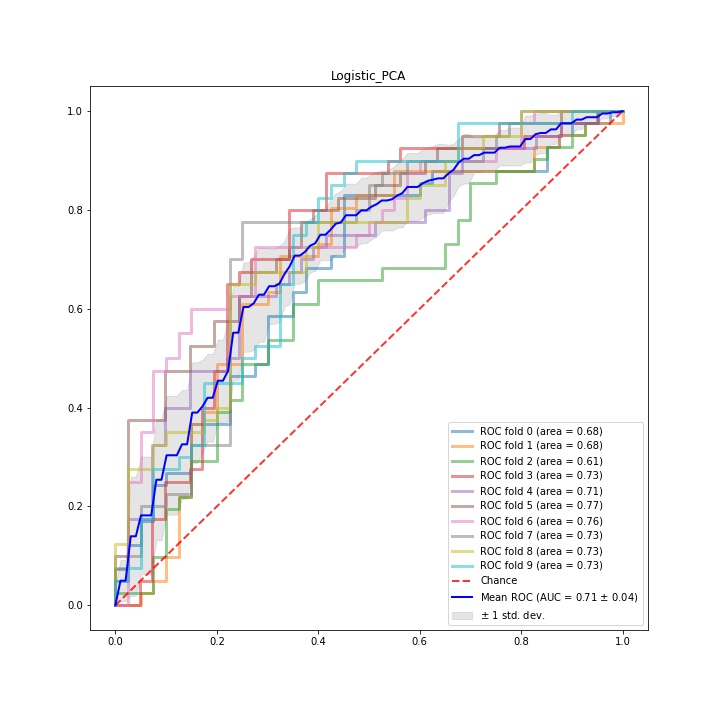 Logistic_PCA
1.0
0.8
0.6
0.4
0.2
0.0
0.0 0.2 0.4 0.6 0.8 1.0
ROC fold 0 (area = 0.68)
ROC fold 1 (area = 0.68)
ROC fold 2 (area = 0.61)
ROC fold 3 (area = 0.73)
ROC fold 4 (area = 0.71)
ROC fold 5 (area = 0.77)
ROC fold 6 (area = 0.76)
ROC fold 7 (area = 0.73)
ROC fold 8 (area = 0.73)
ROC fold 9 (area = 0.73)
Chance
Mean ROC (AUC = 0.71 ± 0.04)
± 1 std. dev.